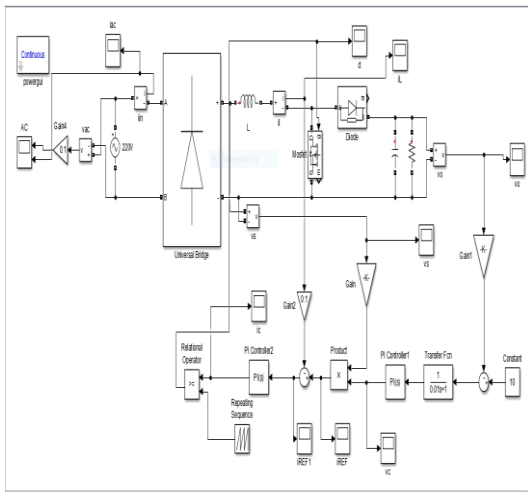 iac
Continuous
powergui
d
iL
AC
Gain4
0.1
vac
220V
iin
A
B
Universal Bridge
L
il
Mosfet
Diode
vo
vo
vs
vs
Gain
-K-
Gain1
-K-
Gain2
0.1
ic
Relational
Operator
>=
PI Controller2
PI(s)
Product
x
PI Controller1
PI(s)
Transfer Fcn
1
0.01s+1
Constant
10
Repeating
Sequence
iREF1
iREF
vc